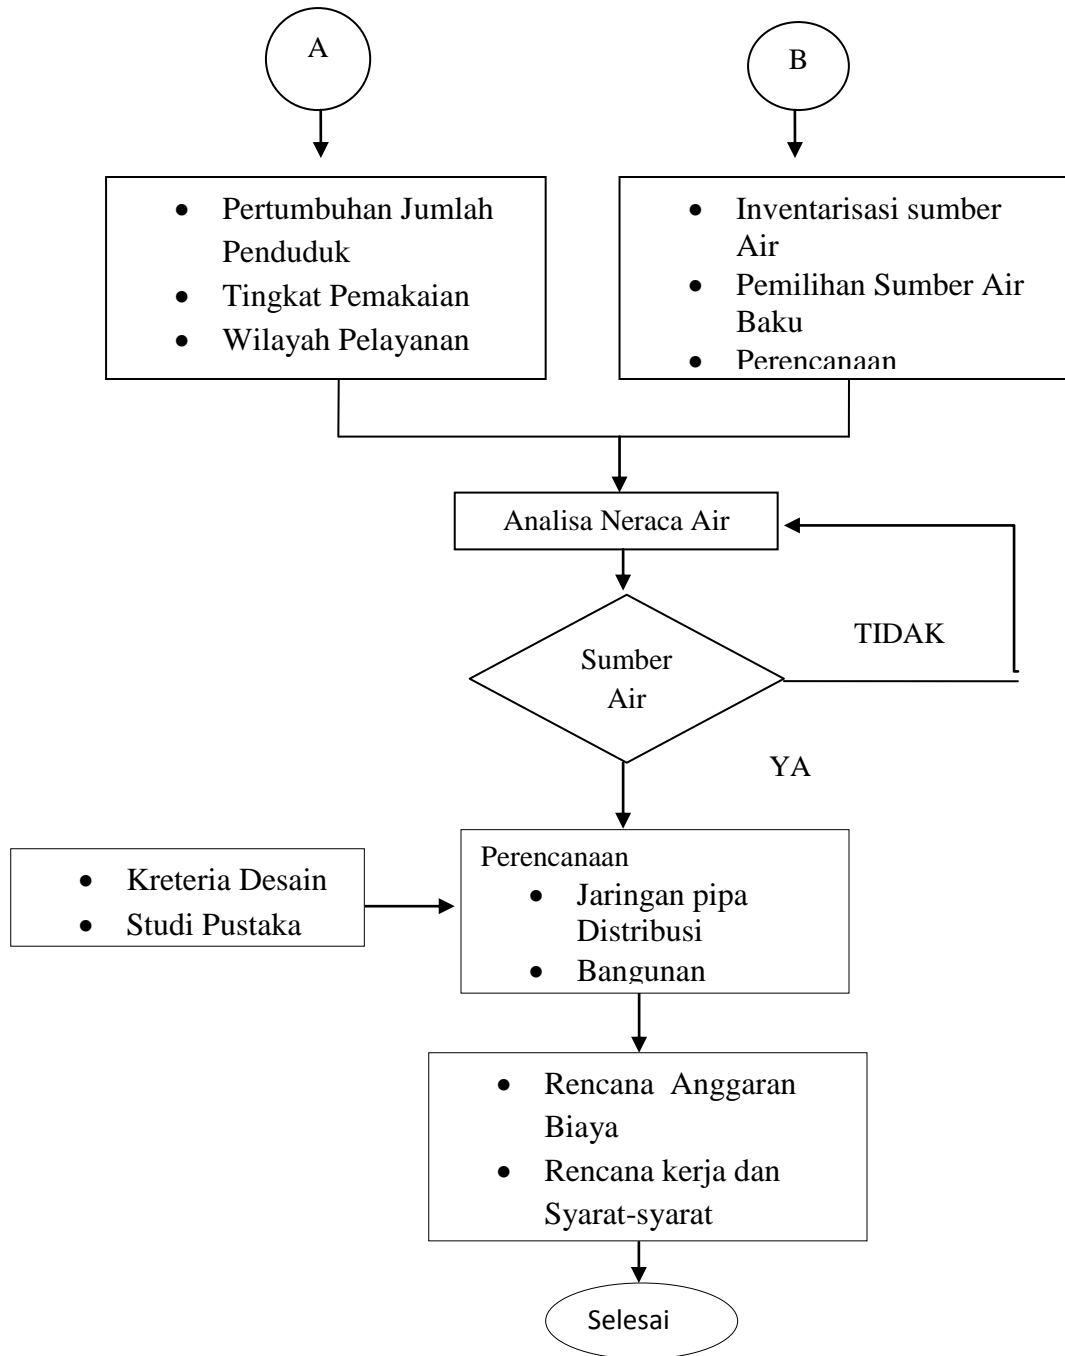 A
B
• Pertumbuhan Jumlah
Penduduk
• Tingkat Pemakaian
• Wilayah Pelayanan
• Inventarisasi sumber
Air
• Pemilihan Sumber Air
Baku
• Perencanaan
Analisa Neraca Air
Sumber
Air
TIDAK
YA
• Kreteria Desain
• Studi Pustaka
Perencanaan
• Jaringan pipa
Distribusi
• Bangunan
• Rencana Anggaran
Biaya
• Rencana kerja dan
Syarat-syarat
Selesai